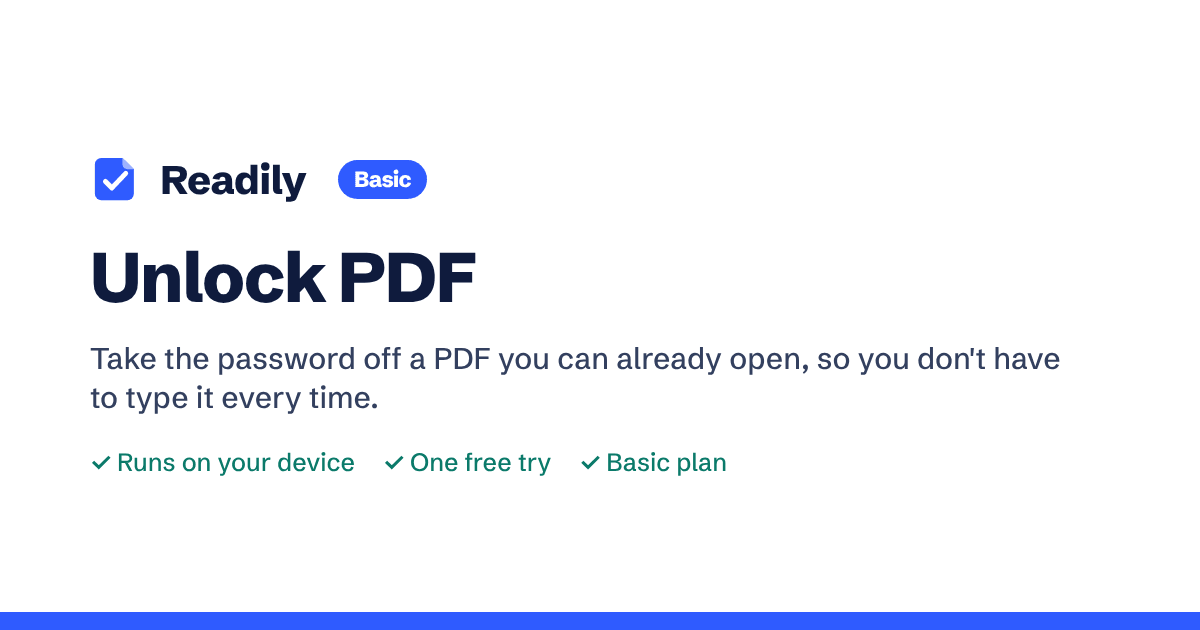 Readily Basic
Unlock PDF
Take the password off a PDF you can already open, so you don't have
to type it every time.
Runs on your device One free try Basic plan